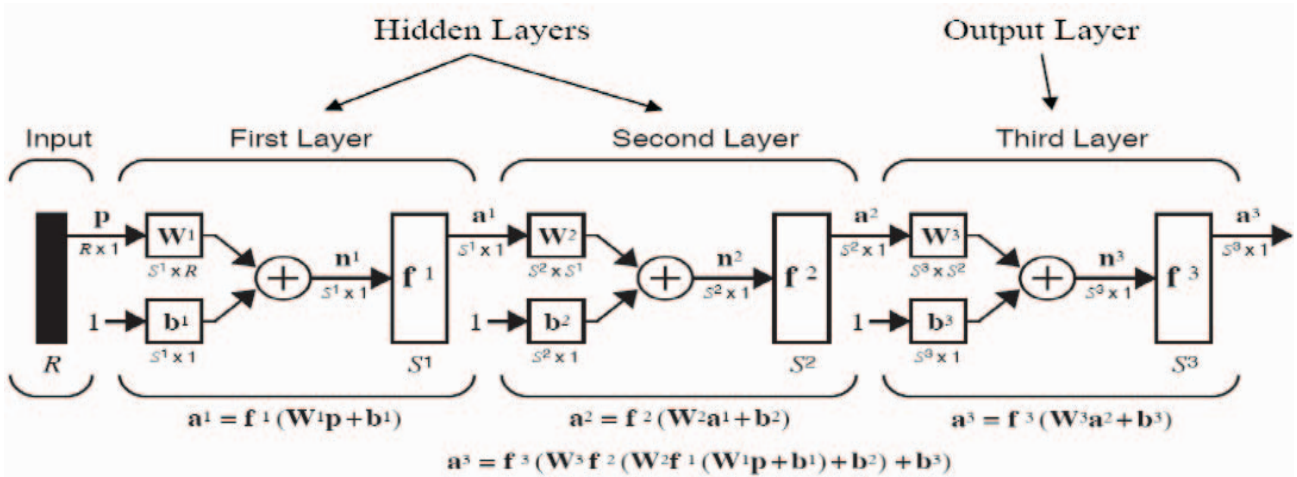 Hidden Layers Output Layer
Input First Layer Second Layer Third Layer
p a¹ a² a³
R x 1 W¹ S¹ x 1 W² S² x 1 W³ S³ x 1
S¹ x R n¹ S² x S¹ n² S³ x S² n³
+ S¹ x 1 f ¹ + S² x 1 f ² + S³ x 1 f ³
1 b¹ 1 b² 1 b³
R S¹ x 1 S¹ S² x 1 S² S³ x 1 S³
a¹ = f ¹ (W¹p + b¹) a² = f ² (W²a¹ + b²) a³ = f ³ (W³a² + b³)
a³ = f ³ (W³ f ² (W² f ¹ (W¹p + b¹) + b²) + b³)